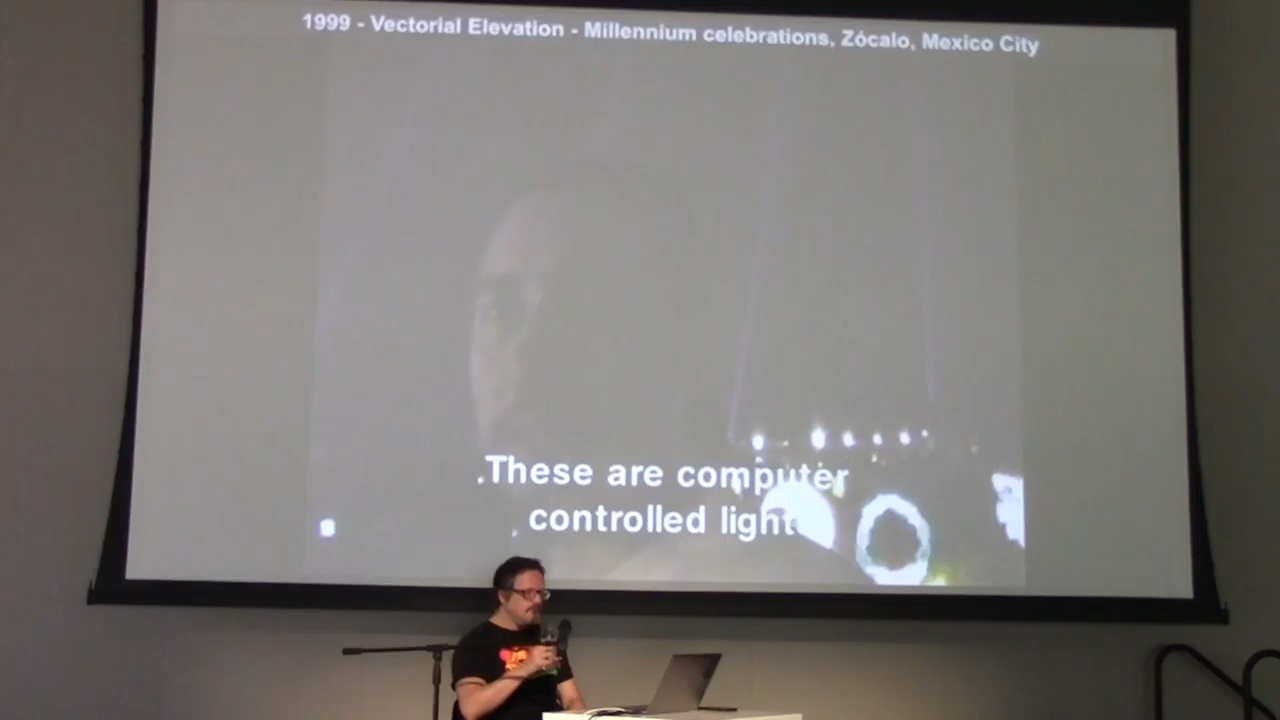 1999 - Vectorial Elevation - Millennium celebrations, Zócalo, Mexico City
.These are computer
controlled light